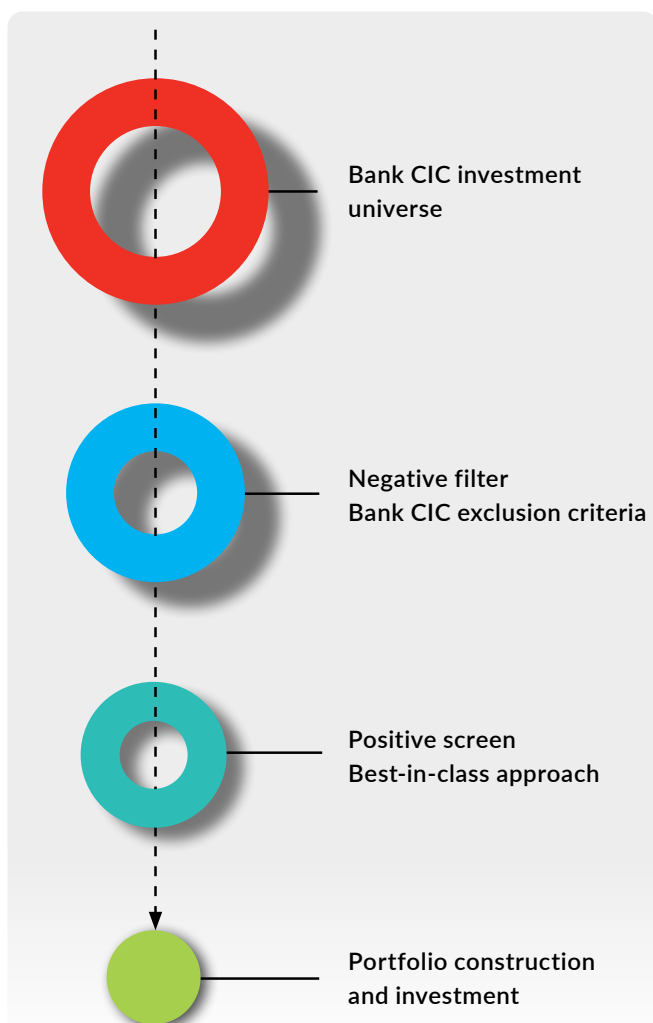 Bank CIC investment
universe
Negative filter
Bank CIC exclusion criteria
Positive screen
Best-in-class approach
Portfolio construction
and investment